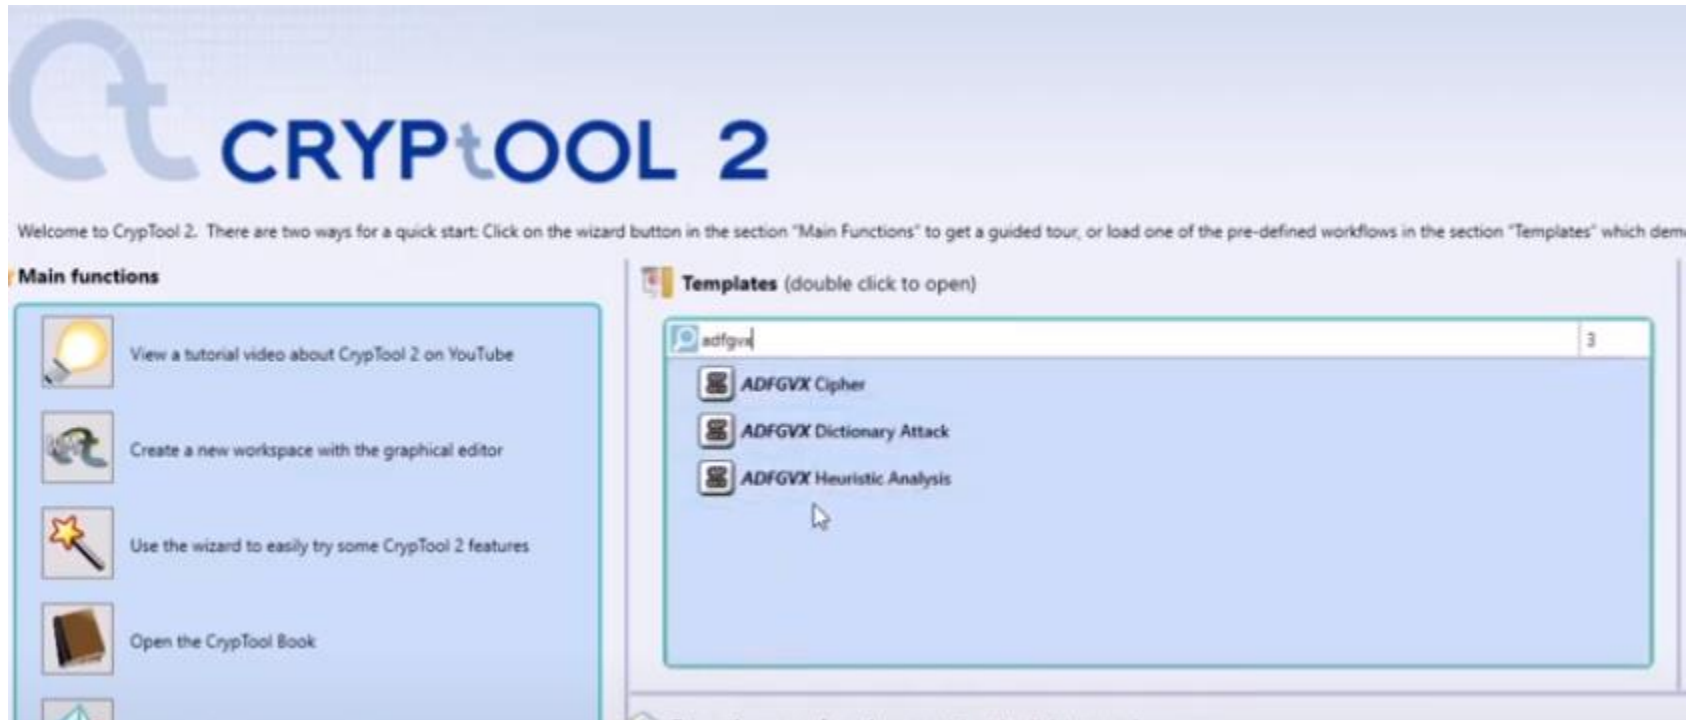 CRYPtOOL 2
Welcome to CrypTool 2. There are two ways for a quick start: Click on the wizard button in the section "Main Functions" to get a guided tour, or load one of the pre-defined workflows in the section "Templates" which
Main functions
View a tutorial video about CrypTool 2 on YouTube
Create a new workspace with the graphical editor
Use the wizard to easily try some CrypTool 2 features
Open the CrypTool Book
Templates (double click to open)
adfgvx 3
ADFGVX Cipher
ADFGVX Dictionary Attack
ADFGVX Heuristic Analysis